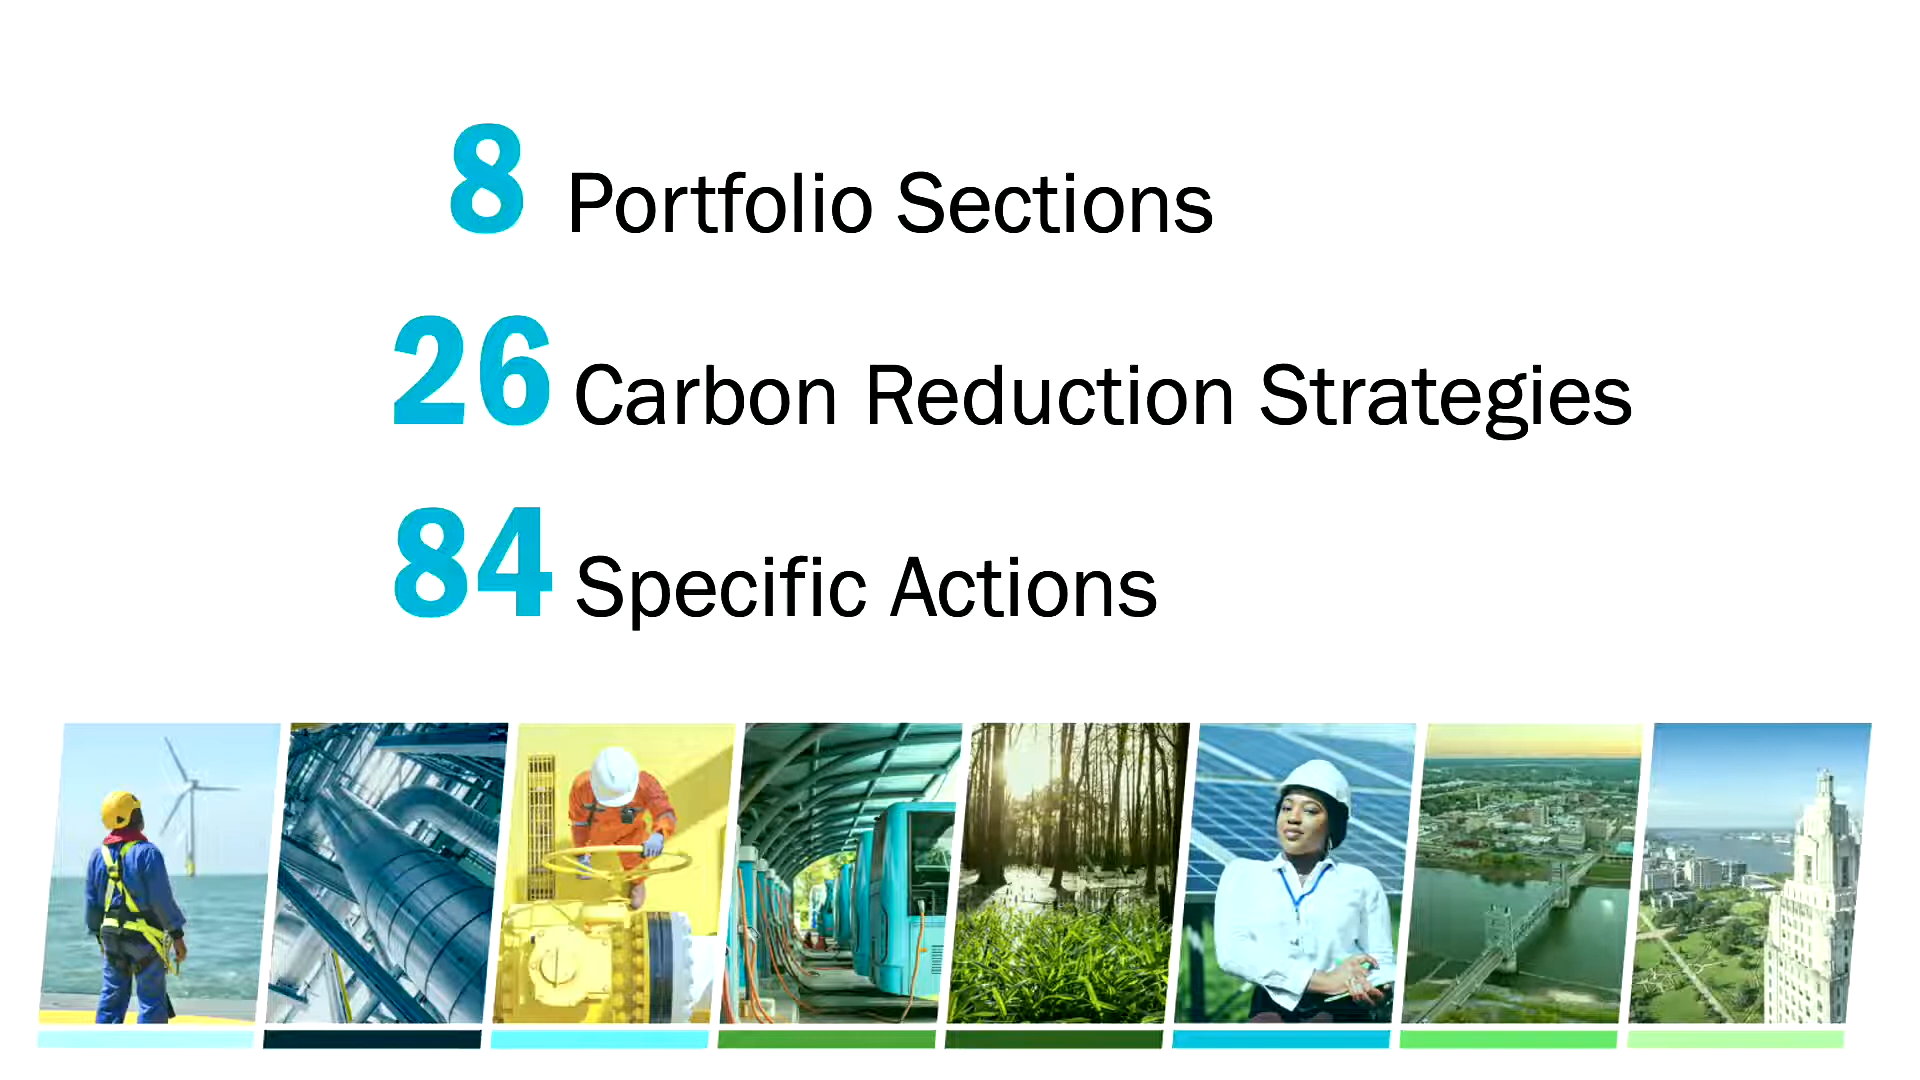 8 Portfolio Sections
26 Carbon Reduction Strategies
84 Specific Actions